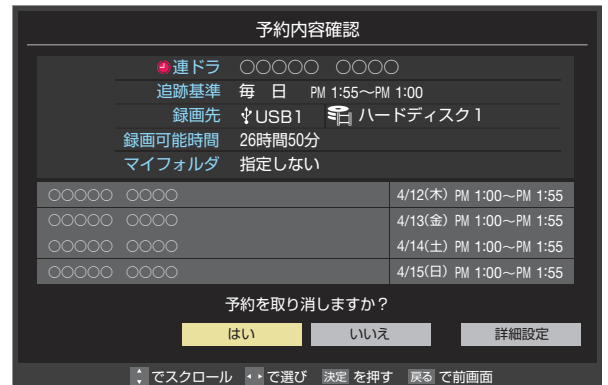 予約内容確認
連ドラ ○○○○○ ○○○○
追跡基準 毎 日 PM 1:55～PM 1:00
録画先 USB1 ハードディスク1
録画可能時間 26時間50分
マイフォルダ 指定しない
○○○○○ ○○○○ 4/12(木) PM 1:00～PM 1:55
○○○○○ ○○○○ 4/13(金) PM 1:00～PM 1:55
○○○○○ ○○○○ 4/14(土) PM 1:00～PM 1:55
○○○○○ ○○○○ 4/15(日) PM 1:00～PM 1:55
予約を取り消しますか？
はい いいえ 詳細設定
でスクロール で選び 決定 を押す 戻る で前画面